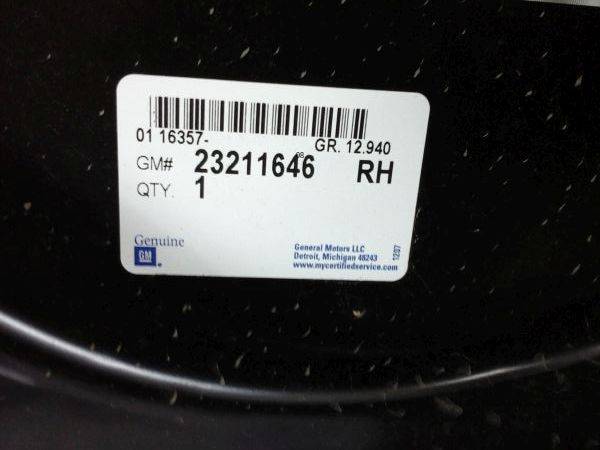 01 16357-
GR. 12.940
GM# 23211646 RH
QTY. 1
Genuine
GM
General Motors LLC
Detroit, Michigan 48243
www.mycertifiedservice.com
1207